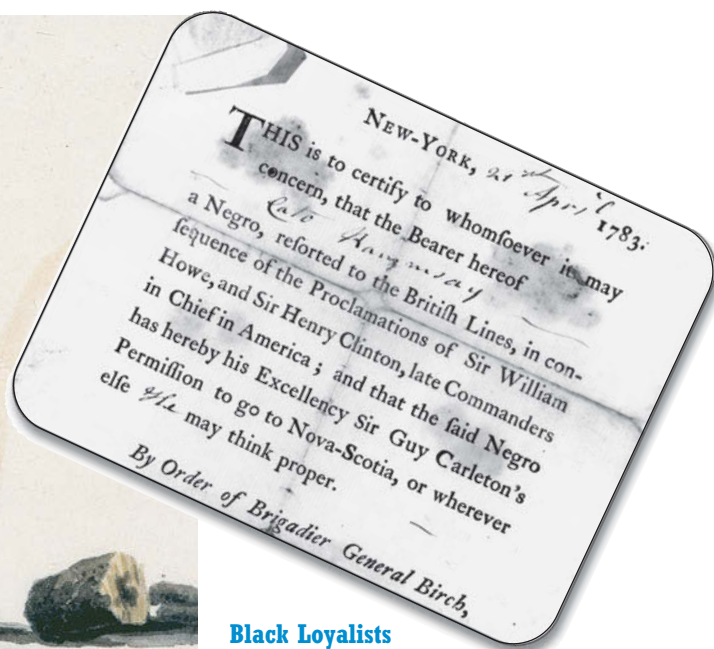 NEW-YORK, 21st April 1783.
THIS is to certify to whomſoever it may
concern, that the Bearer hereof
Cato Ramsay
a Negro, reſorted to the Britiſh Lines, in con-
ſequence of the Proclamations of Sir William
Howe, and Sir Henry Clinton, late Commanders
in Chief in America; and that the ſaid Negro
has hereby his Excellency Sir Guy Carleton's
Permiſſion to go to Nova-Scotia, or wherever
elſe may think proper.
By Order of Brigadier General Birch,
Black Loyalists